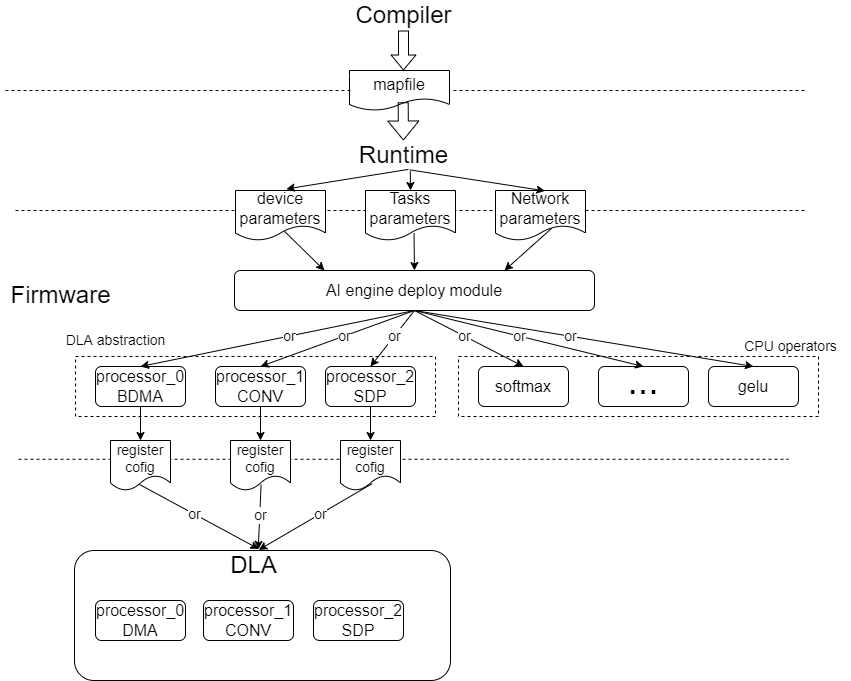 Compiler
mapfile
Runtime
device
parameters
Tasks
parameters
Network
parameters
AI engine deploy module
Firmware
DLA abstraction
or
or
or
or
or
or
CPU operators
processor_0
BDMA
processor_1
CONV
processor_2
SDP
softmax
...
gelu
register
cofig
register
cofig
register
cofig
or
or
or
DLA
processor_0
DMA
processor_1
CONV
processor_2
SDP